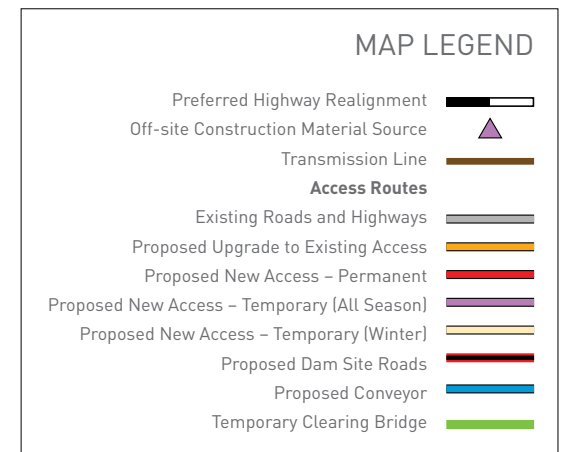 MAP LEGEND
Preferred Highway Realignment
Off-site Construction Material Source
Transmission Line
Access Routes
Existing Roads and Highways
Proposed Upgrade to Existing Access
Proposed New Access – Permanent
Proposed New Access – Temporary (All Season)
Proposed New Access – Temporary (Winter)
Proposed Dam Site Roads
Proposed Conveyor
Temporary Clearing Bridge